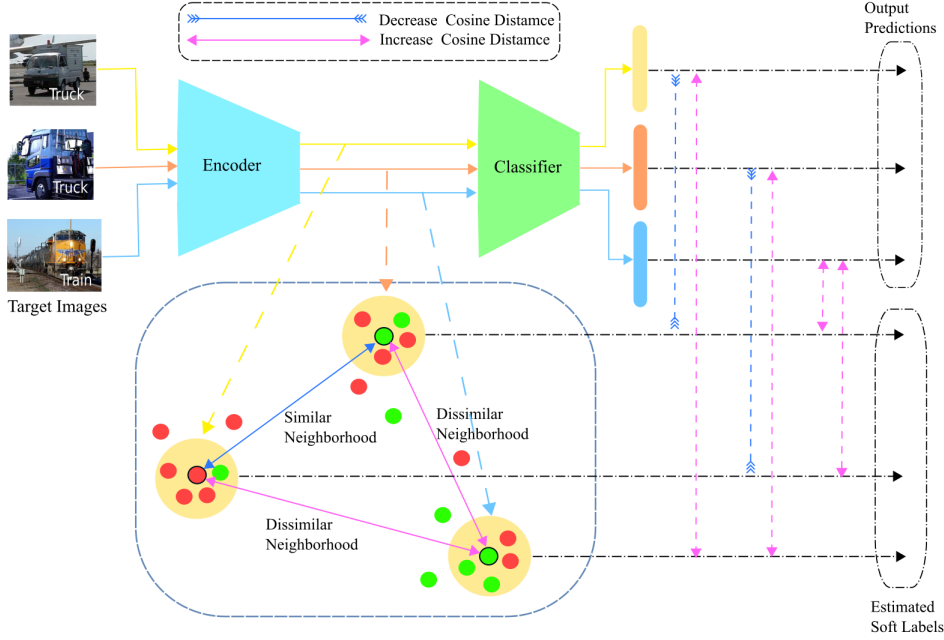 Decrease Cosine Distamce
Increase Cosine Distamce
Output
Predictions
Truck
Truck
Train
Target Images
Encoder
Classifier
Similar
Neighborhood
Dissimilar
Neighborhood
Dissimilar
Neighborhood
Estimated
Soft Labels